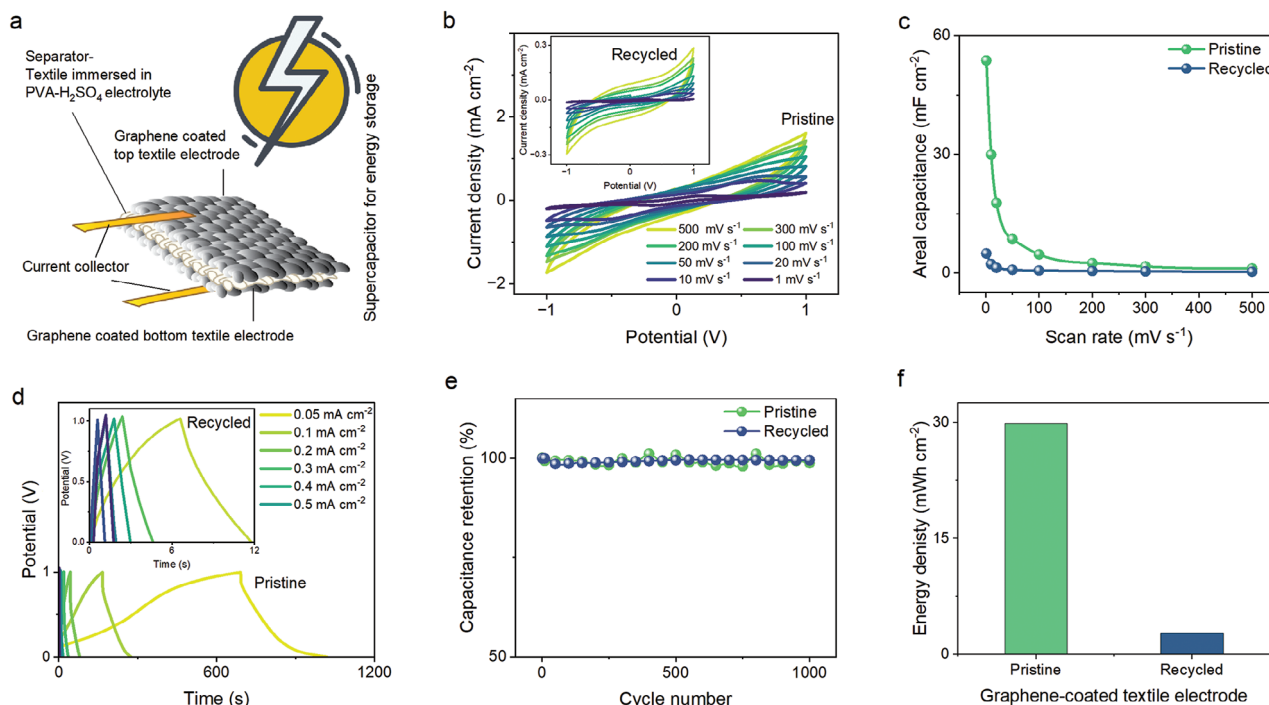 a
Separator-
Textile immersed in
PVA-H₂SO₄ electrolyte
Graphene coated
top textile electrode
Current collector
Graphene coated bottom textile electrode
Supercapacitor for energy storage
b
Current density (mA cm⁻²)
2
1
0
−1
−2
−1
0
1
Potential (V)
Pristine
500 mV s⁻¹
300 mV s⁻¹
200 mV s⁻¹
100 mV s⁻¹
50 mV s⁻¹
20 mV s⁻¹
10 mV s⁻¹
1 mV s⁻¹
Recycled
Current density (mA cm⁻²)
0.3
0.0
−0.3
−1
0
1
Potential (V)
c
Areal capacitance (mF cm⁻²)
60
30
0
0
100
200
300
400
500
Scan rate (mV s⁻¹)
Pristine
Recycled
d
Potential (V)
1
0
0
600
1200
Time (s)
Pristine
Recycled
Potential (V)
1.0
0.5
0.0
0
6
12
Time (s)
0.05 mA cm⁻²
0.1 mA cm⁻²
0.2 mA cm⁻²
0.3 mA cm⁻²
0.4 mA cm⁻²
0.5 mA cm⁻²
e
Capacitance retention (%)
100
50
0
500
1000
Cycle number
Pristine
Recycled
f
Energy denisty (mWh cm⁻²)
30
15
0
Pristine
Recycled
Graphene-coated textile electrode